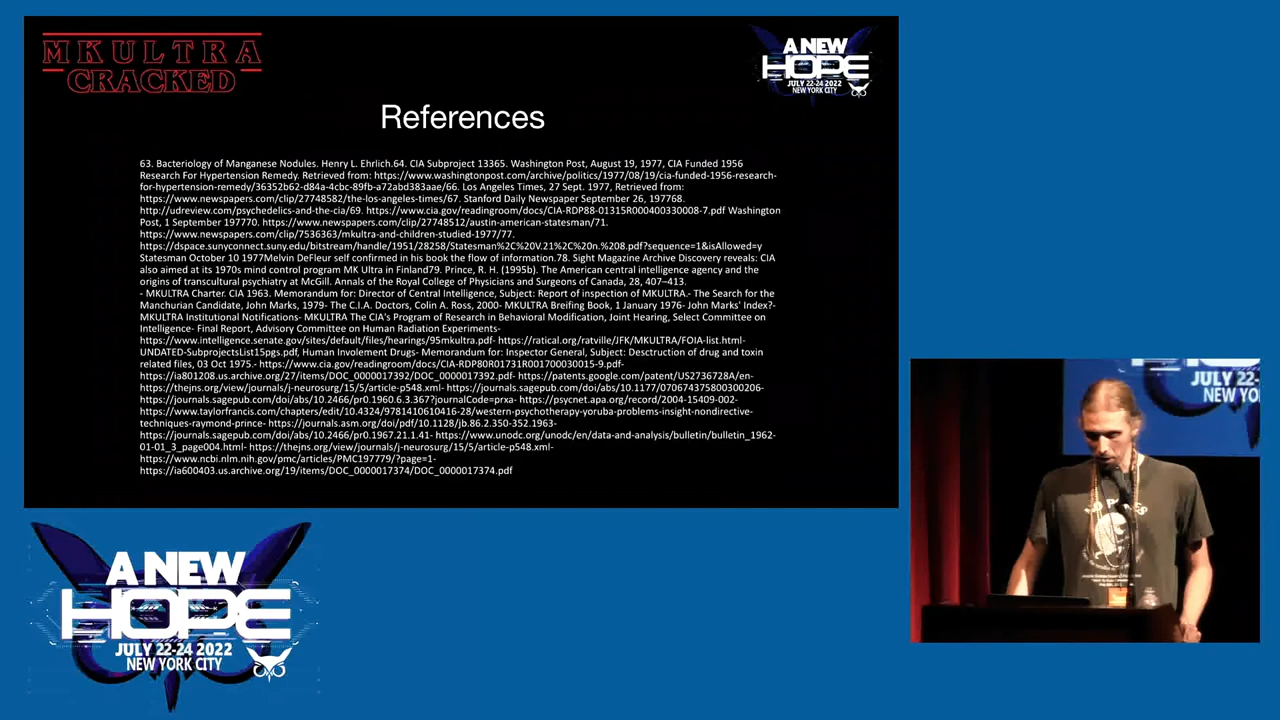 MKULTRA
CRACKED
A NEW
HOPE
JULY 22-24 2022
NEW YORK CITY
References
63. Bacteriology of Manganese Nodules. Henry L. Ehrlich.64. CIA Subproject 13365. Washington Post, August 19, 1977, CIA Funded 1956
Research For Hypertension Remedy. Retrieved from: https://www.washingtonpost.com/archive/politics/1977/08/19/cia-funded-1956-research-
for-hypertension-remedy/36352b62-d84a-4cbc-89fb-a72abd383aae/66. Los Angeles Times, 27 Sept. 1977, Retrieved from:
https://www.newspapers.com/clip/27748582/the-los-angeles-times/67. Stanford Daily Newspaper September 26, 197768.
http://udreview.com/psychedelics-and-the-cia/69. https://www.cia.gov/readingroom/docs/CIA-RDP88-01315R000400330008-7.pdf Washington
Post, 1 September 197770. https://www.newspapers.com/clip/27748512/austin-american-statesman/71.
https://www.newspapers.com/clip/7536363/mkultra-and-children-studied-1977/77.
https://dspace.sunyconnect.suny.edu/bitstream/handle/1951/28258/Statesman%2C%20V.21%2C%20n.%208.pdf?sequence=1&isAllowed=y
Statesman October 10 1977Melvin DeFleur self confirmed in his book the flow of information.78. Sight Magazine Archive Discovery reveals: CIA
also aimed at its 1970s mind control program MK Ultra in Finland79. Prince, R. H. (1995b). The American central intelligence agency and the
origins of transcultural psychiatry at McGill. Annals of the Royal College of Physicians and Surgeons of Canada, 28, 407–413.
- MKULTRA Charter. CIA 1963. Memorandum for: Director of Central Intelligence, Subject: Report of inspection of MKULTRA.- The Search for the
Manchurian Candidate, John Marks, 1979- The C.I.A. Doctors, Colin A. Ross, 2000- MKULTRA Breifing Book, 1 January 1976- John Marks' Index?-
MKULTRA Institutional Notifications- MKULTRA The CIA's Program of Research in Behavioral Modification, Joint Hearing, Select Committee on
Intelligence- Final Report, Advisory Committee on Human Radiation Experiments-
https://www.intelligence.senate.gov/sites/default/files/hearings/95mkultra.pdf- https://ratical.org/ratville/JFK/MKULTRA/FOIA-list.html-
UNDATED-SubprojectsList15pgs.pdf, Human Involement Drugs- Memorandum for: Inspector General, Subject: Desctruction of drug and toxin
related files, 03 Oct 1975.- https://www.cia.gov/readingroom/docs/CIA-RDP80R01731R001700030015-9.pdf-
https://ia801208.us.archive.org/27/items/DOC_0000017392/DOC_0000017392.pdf- https://patents.google.com/patent/US2736728A/en-
https://thejns.org/view/journals/j-neurosurg/15/5/article-p548.xml- https://journals.sagepub.com/doi/abs/10.1177/070674375800300206-
https://journals.sagepub.com/doi/abs/10.2466/pr0.1960.6.3.367?journalCode=prxa- https://psycnet.apa.org/record/2004-15409-002-
https://www.taylorfrancis.com/chapters/edit/10.4324/9781410610416-28/western-psychotherapy-yoruba-problems-insight-nondirective-
techniques-raymond-prince- https://journals.asm.org/doi/pdf/10.1128/jb.86.2.350-352.1963-
https://journals.sagepub.com/doi/abs/10.2466/pr0.1967.21.1.41- https://www.unodc.org/unodc/en/data-and-analysis/bulletin/bulletin_1962-
01-01_3_page004.html- https://thejns.org/view/journals/j-neurosurg/15/5/article-p548.xml-
https://www.ncbi.nlm.nih.gov/pmc/articles/PMC197779/?page=1-
https://ia600403.us.archive.org/19/items/DOC_0000017374/DOC_0000017374.pdf
A NEW
HOPE
JULY 22-24 2022
NEW YORK CITY
JULY 22-
NEW YO